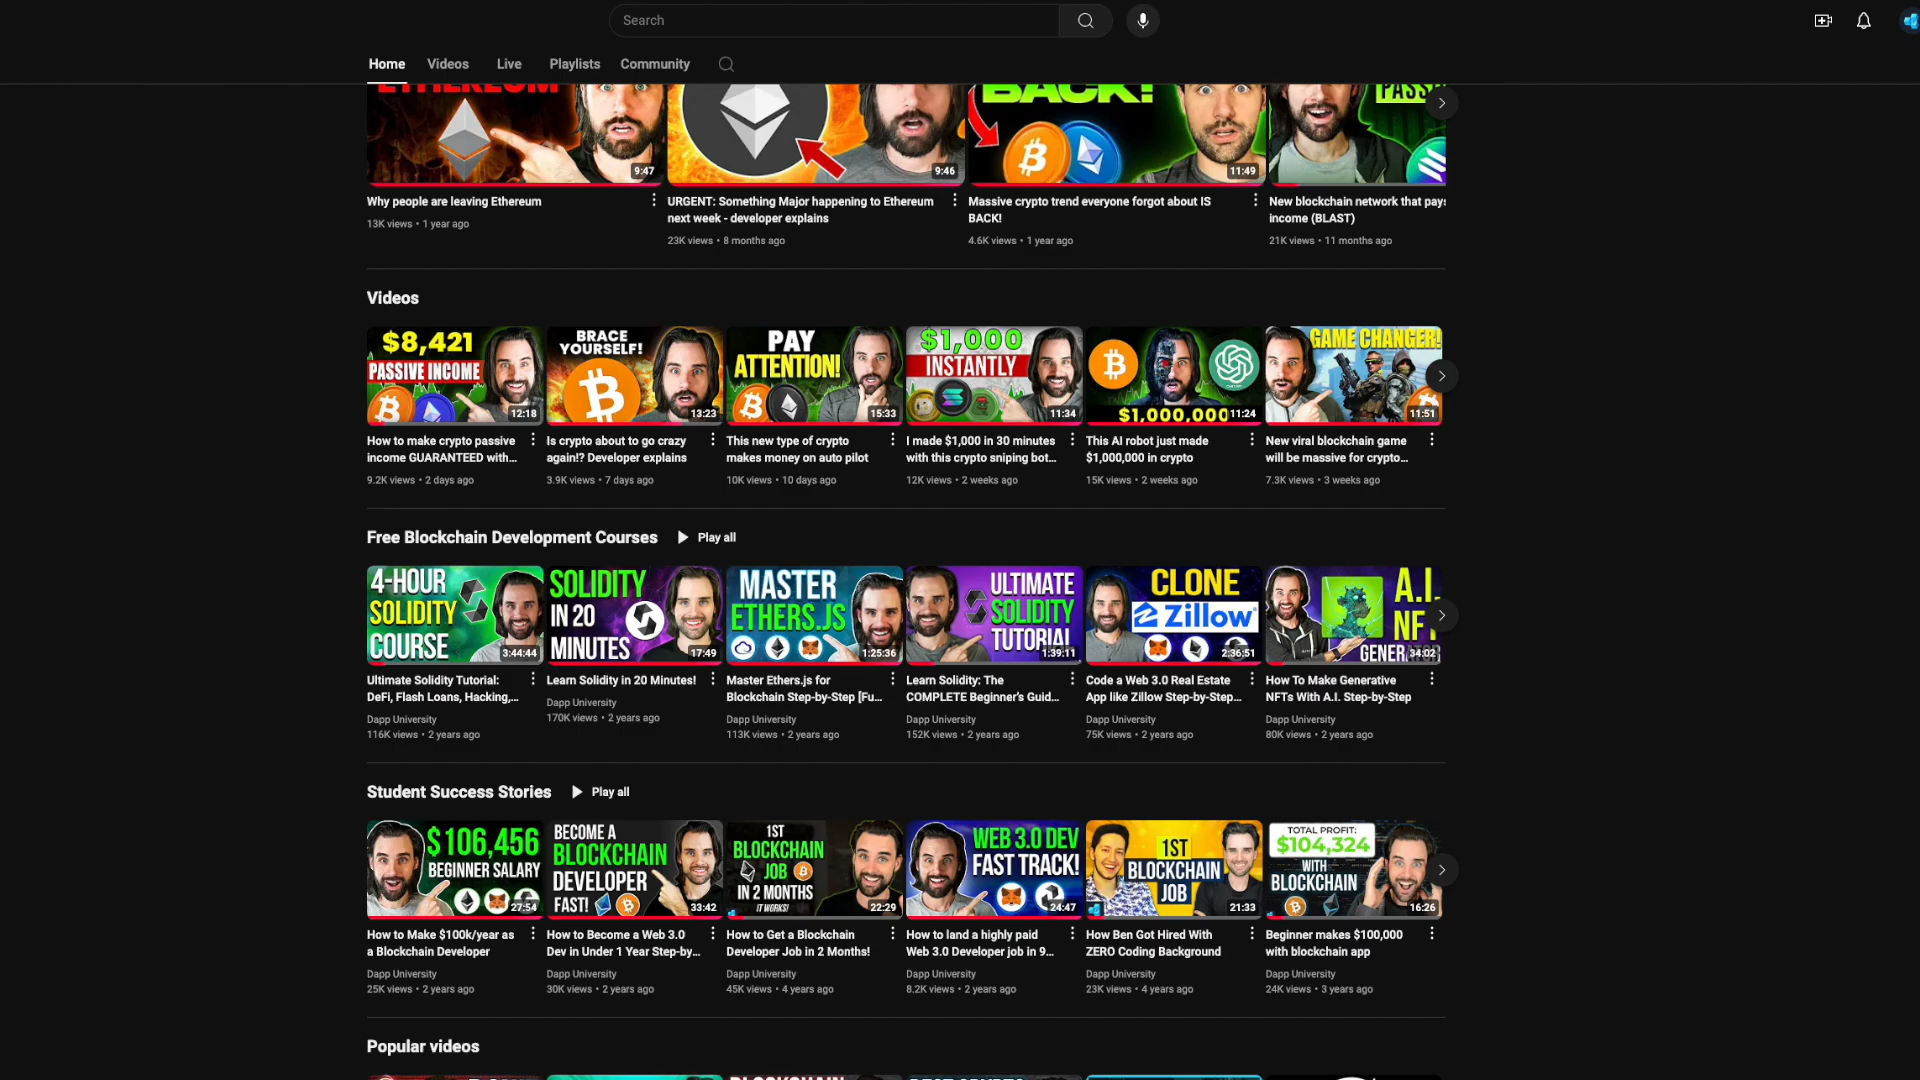 Search
Home Videos Live Playlists Community
ETHEREUM
BACK!
9:47
9:46
11:49
Why people are leaving Ethereum
13K views • 1 year ago
URGENT: Something Major happening to Ethereum
next week - developer explains
23K views • 8 months ago
Massive crypto trend everyone forgot about IS
BACK!
4.6K views • 1 year ago
New blockchain network that pays
income (BLAST)
21K views • 11 months ago
Videos
$8,421
PASSIVE INCOME
12:18
BRACE
YOURSELF!
13:23
PAY
ATTENTION!
15:33
$1,000
INSTANTLY
11:34
$1,000,000
11:24
GAME CHANGER!
11:51
How to make crypto passive
income GUARANTEED with...
9.2K views • 2 days ago
Is crypto about to go crazy
again!? Developer explains
3.9K views • 7 days ago
This new type of crypto
makes money on auto pilot
10K views • 10 days ago
I made $1,000 in 30 minutes
with this crypto sniping bot...
12K views • 2 weeks ago
This AI robot just made
$1,000,000 in crypto
15K views • 2 weeks ago
New viral blockchain game
will be massive for crypto...
7.3K views • 3 weeks ago
Free Blockchain Development Courses Play all
4-HOUR
SOLIDITY
COURSE
3:44:44
SOLIDITY
IN 20
MINUTES
17:49
MASTER
ETHERS.JS
1:25:36
ULTIMATE
SOLIDITY
TUTORIAL
1:39:11
CLONE
Zillow
2:36:51
A.I.
34:02
Ultimate Solidity Tutorial:
DeFi, Flash Loans, Hacking,...
Dapp University
116K views • 2 years ago
Learn Solidity in 20 Minutes!
Dapp University
170K views • 2 years ago
Master Ethers.js for
Blockchain Step-by-Step [Fu...
Dapp University
113K views • 2 years ago
Learn Solidity: The
COMPLETE Beginner's Guid...
Dapp University
152K views • 2 years ago
Code a Web 3.0 Real Estate
App like Zillow Step-by-Step...
Dapp University
75K views • 2 years ago
How To Make Generative
NFTs With A.I. Step-by-Step
Dapp University
80K views • 2 years ago
Student Success Stories Play all
$106,456
BEGINNER SALARY
27:54
BECOME A
BLOCKCHAIN
DEVELOPER
FAST!
33:42
1ST
BLOCKCHAIN
JOB
IN 2 MONTHS
IT WORKS!
22:29
WEB 3.0 DEV
FAST TRACK!
24:47
1ST
BLOCKCHAIN
JOB
21:33
TOTAL PROFIT:
$104,324
WITH
BLOCKCHAIN
16:26
How to Make $100k/year as
a Blockchain Developer
Dapp University
25K views • 2 years ago
How to Become a Web 3.0
Dev in Under 1 Year Step-by...
Dapp University
30K views • 2 years ago
How to Get a Blockchain
Developer Job in 2 Months!
Dapp University
45K views • 4 years ago
How to land a highly paid
Web 3.0 Developer job in 9...
Dapp University
8.2K views • 2 years ago
How Ben Got Hired With
ZERO Coding Background
Dapp University
23K views • 4 years ago
Beginner makes $100,000
with blockchain app
Dapp University
24K views • 3 years ago
Popular videos